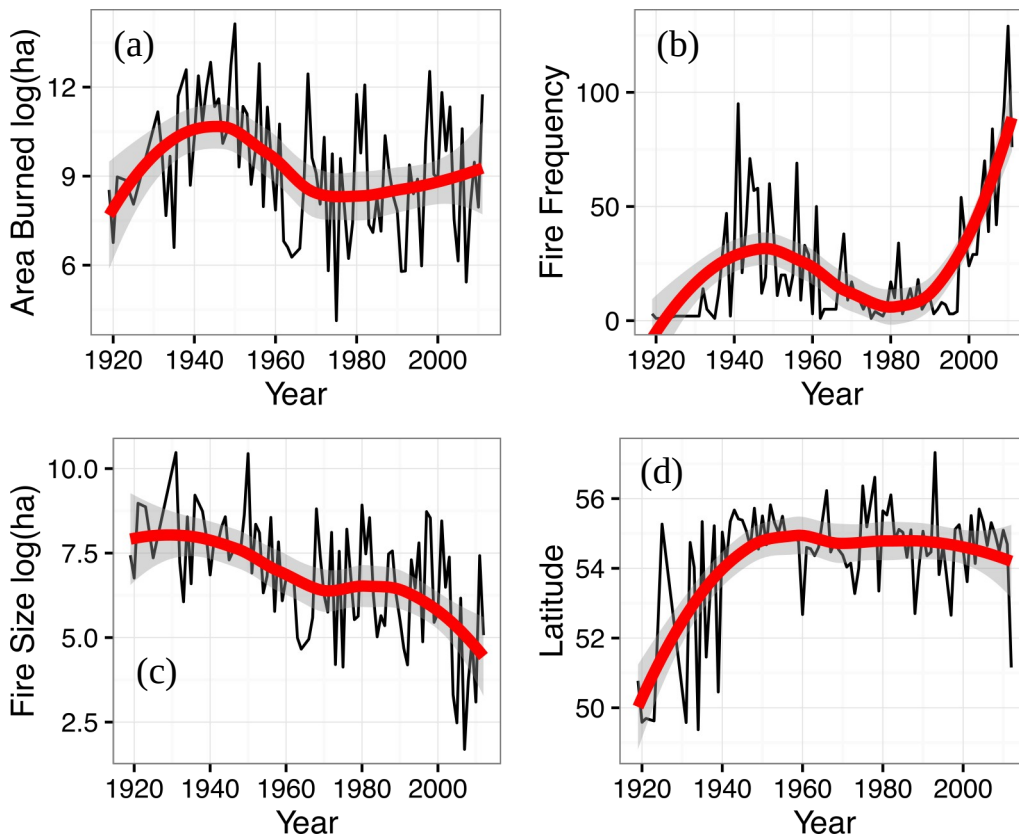 (a)
Area Burned log(ha)
12
9
6
1920 1940 1960 1980 2000
Year
(b)
Fire Frequency
100
50
0
1920 1940 1960 1980 2000
Year
(c)
Fire Size log(ha)
10.0
7.5
5.0
2.5
1920 1940 1960 1980 2000
Year
(d)
Latitude
56
54
52
50
1920 1940 1960 1980 2000
Year